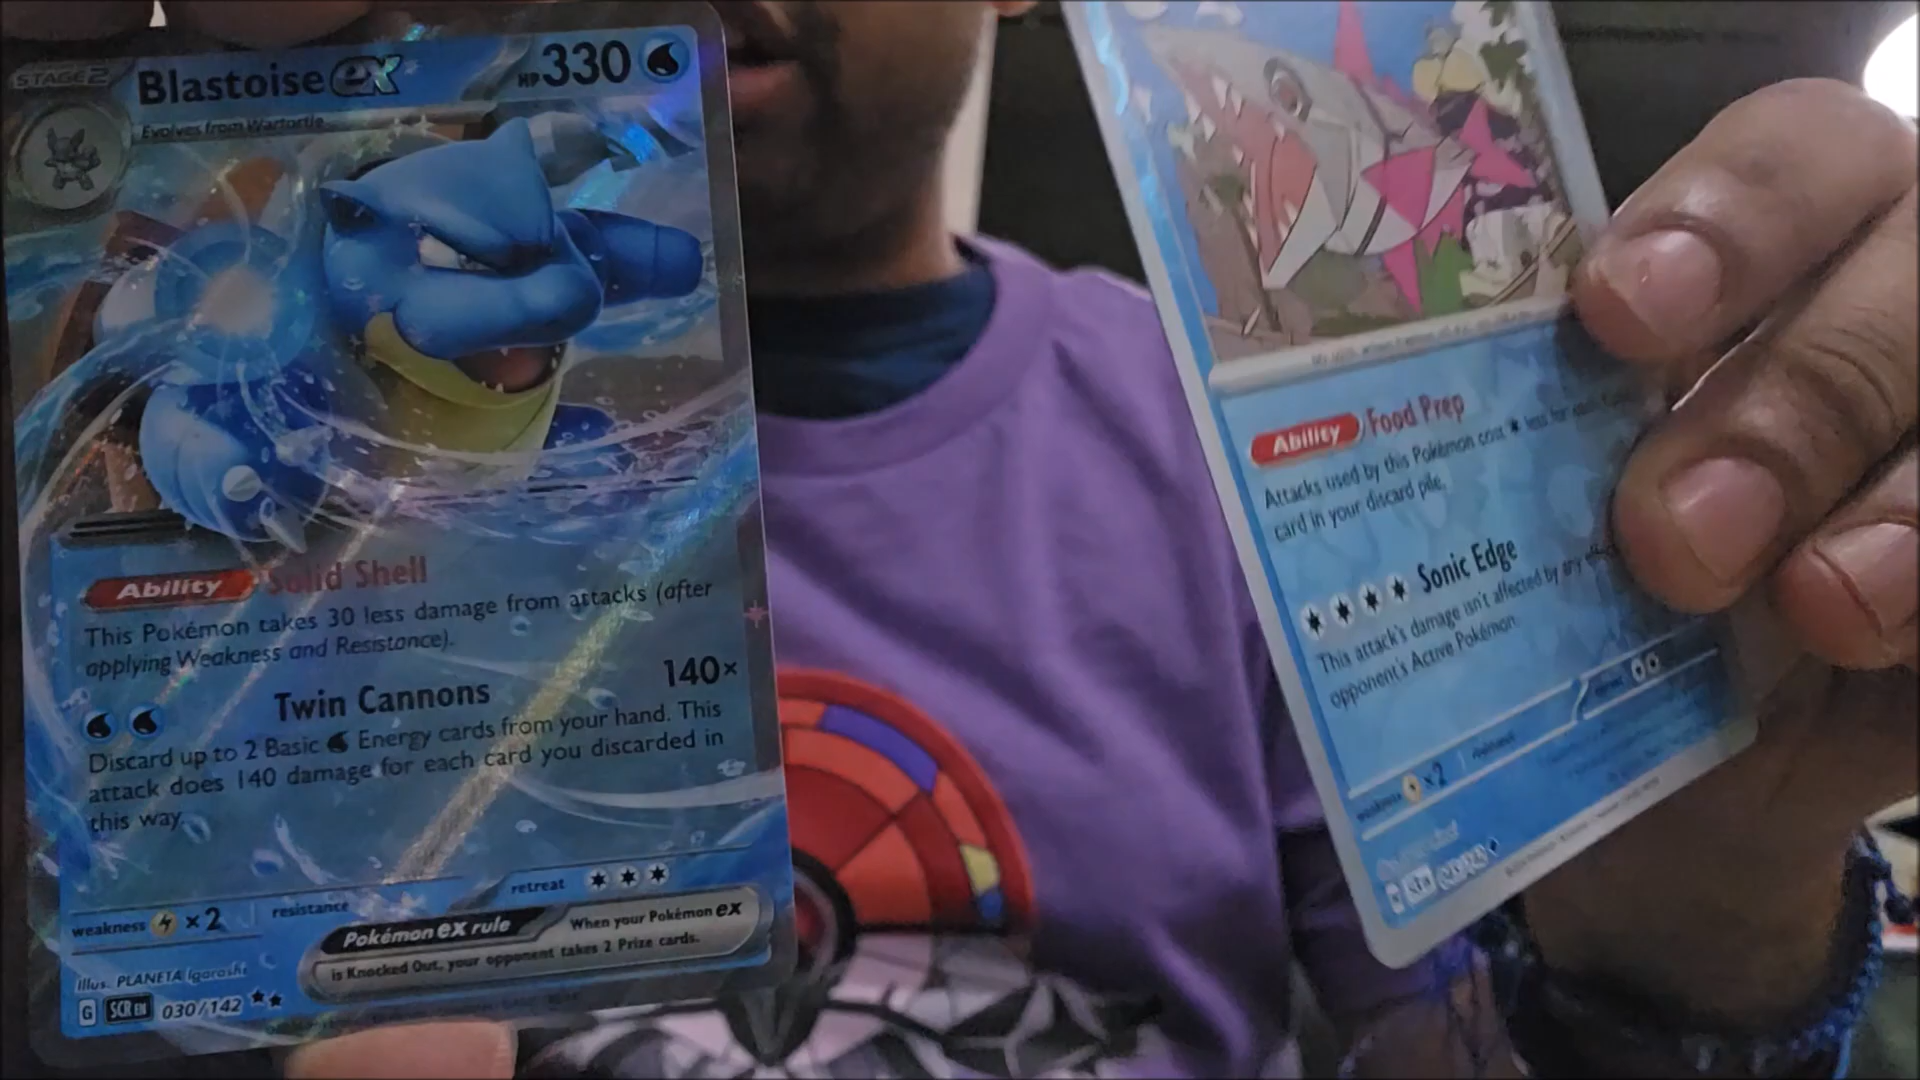 STAGE 2
Blastoise ex
HP 330
Evolves from Wartortle
Ability Solid Shell
This Pokémon takes 30 less damage from attacks (after
applying Weakness and Resistance).
Twin Cannons 140×
Discard up to 2 Basic Energy cards from your hand. This
attack does 140 damage for each card you discarded in
this way.
weakness ×2 resistance retreat
Pokémon ex rule When your Pokémon ex
is Knocked Out, your opponent takes 2 Prize cards.
Illus. PLANETA Igarashi
G SCR EN 030/142
Ability Food Prep
Attacks used by this Pokémon cost less for each
card in your discard pile.
Sonic Edge
This attack's damage isn't affected by any
opponent's Active Pokémon.
weakness ×2 resistance retreat